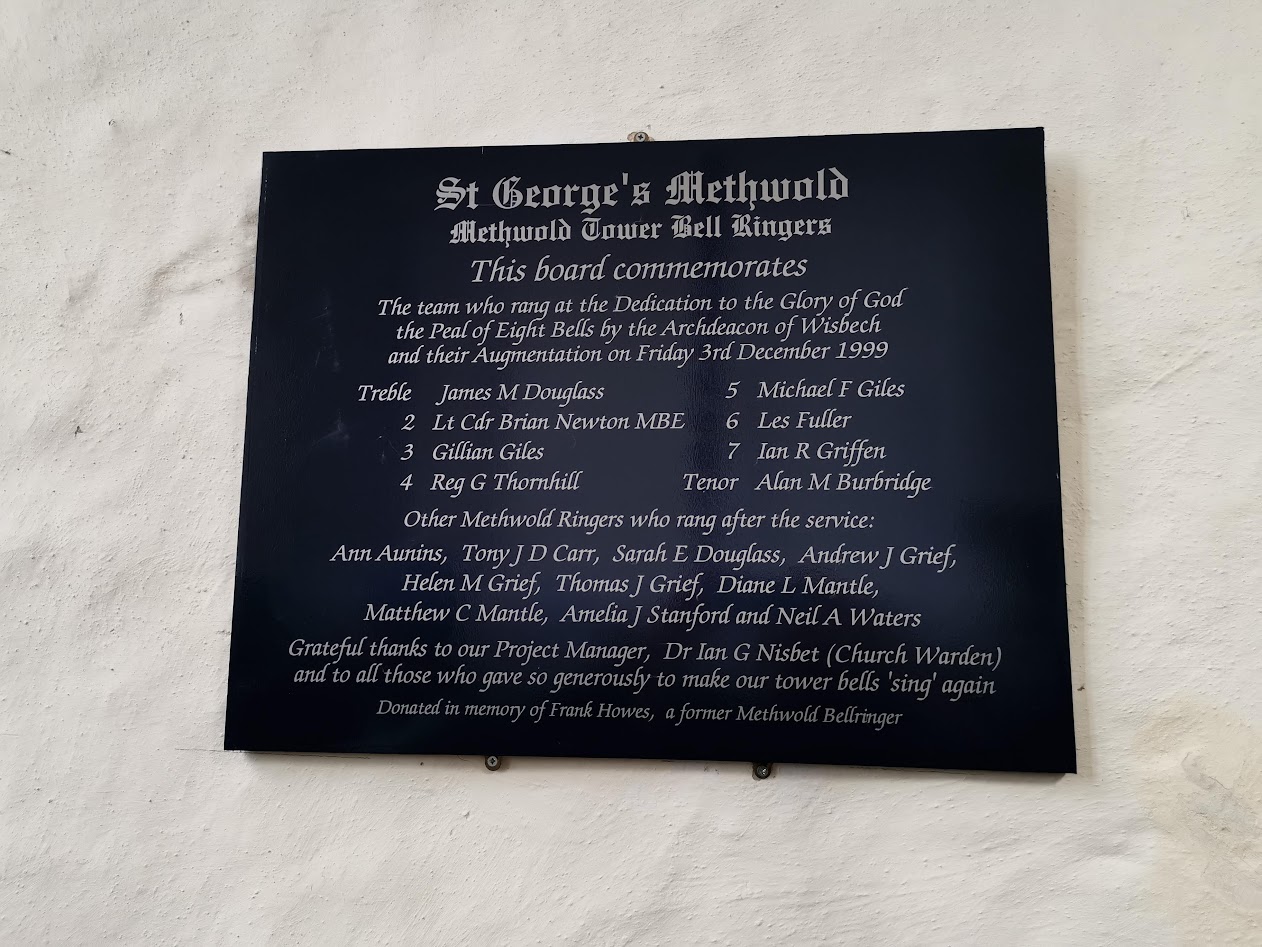 St George's Methwold
Methwold Tower Bell Ringers
This board commemorates
The team who rang at the Dedication to the Glory of God
the Peal of Eight Bells by the Archdeacon of Wisbech
and their Augmentation on Friday 3rd December 1999
Treble James M Douglass 5 Michael F Giles
2 Lt Cdr Brian Newton MBE 6 Les Fuller
3 Gillian Giles 7 Ian R Griffen
4 Reg G Thornhill Tenor Alan M Burbridge
Other Methwold Ringers who rang after the service:
Ann Aunins, Tony J D Carr, Sarah E Douglass, Andrew J Grief,
Helen M Grief, Thomas J Grief, Diane L Mantle,
Matthew C Mantle, Amelia J Stanford and Neil A Waters
Grateful thanks to our Project Manager, Dr Ian G Nisbet (Church Warden)
and to all those who gave so generously to make our tower bells 'sing' again
Donated in memory of Frank Howes, a former Methwold Bellringer